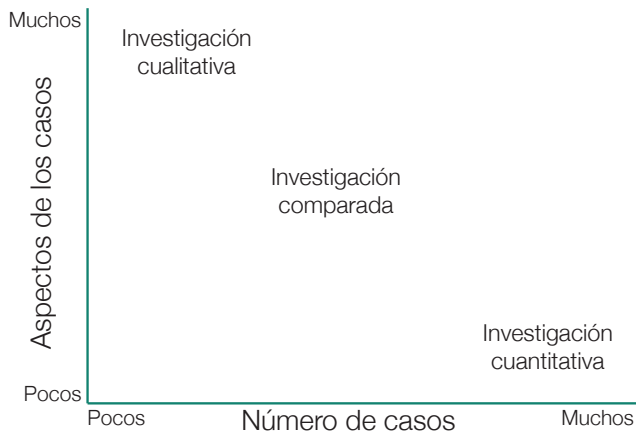 Muchos
Investigación
cualitativa
Aspectos de los casos
Investigación
comparada
Investigación
cuantitativa
Pocos
Pocos
Número de casos
Muchos